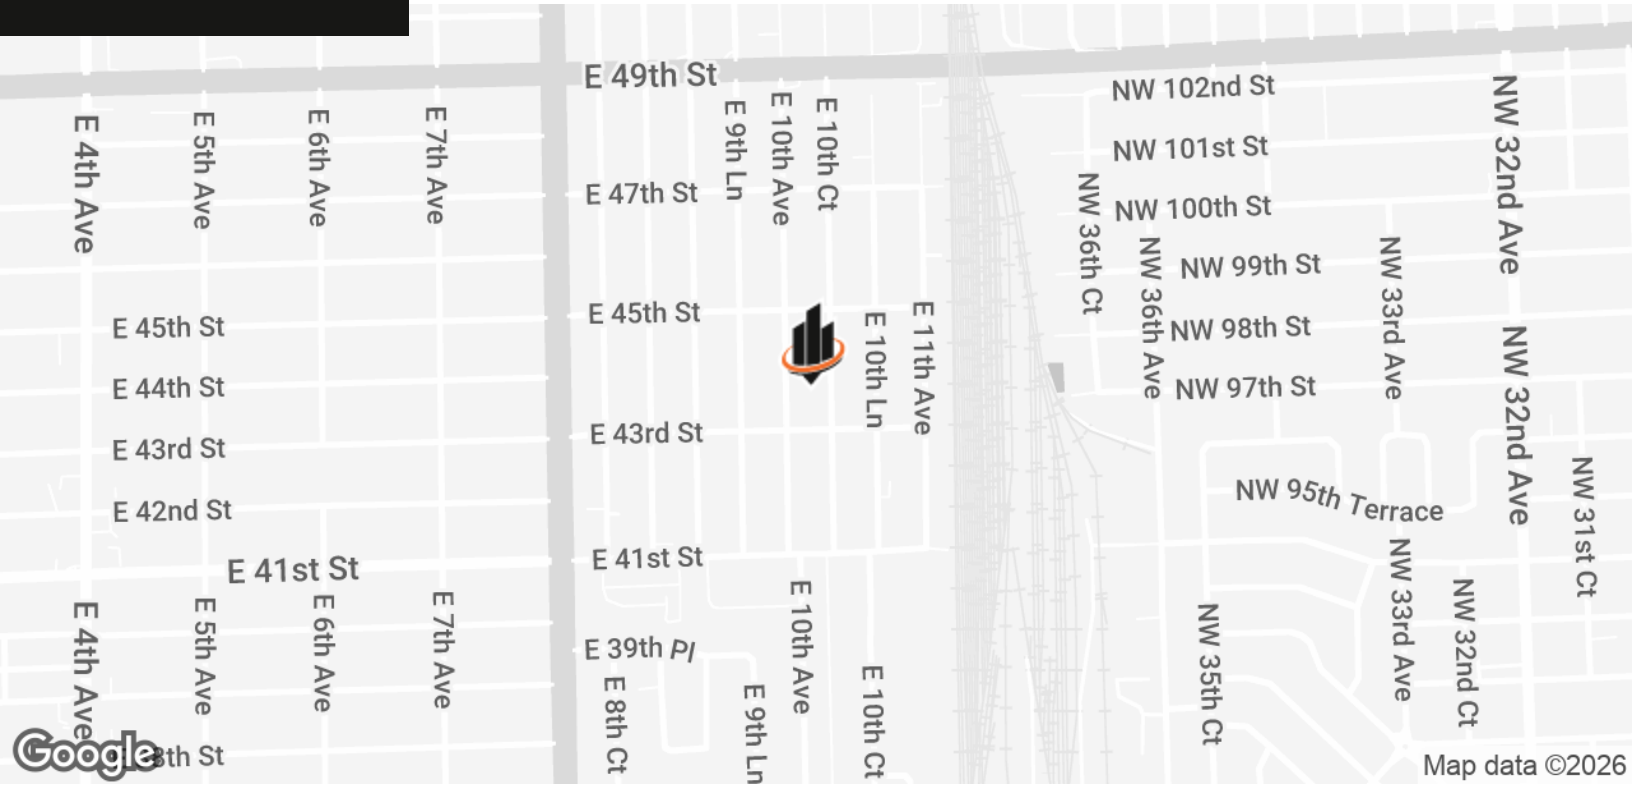 E 49th St
NW 102nd St
NW 32nd Ave
E 4th Ave
E 5th Ave
E 6th Ave
E 7th Ave
E 9th Ln
E 10th Ave
E 10th Ct
NW 101st St
E 47th St
NW 36th Ct
NW 100th St
NW 36th Ave
NW 99th St
NW 33rd Ave
E 45th St
E 45th St
E 10th Ln
E 11th Ave
NW 98th St
NW 32nd Ave
E 44th St
NW 97th St
E 43rd St
E 43rd St
NW 31st Ct
NW 95th Terrace
E 42nd St
E 41st St
E 41st St
NW 33rd Ave
E 4th Ave
E 5th Ave
E 6th Ave
E 7th Ave
E 10th Ave
NW 35th Ct
NW 32nd Ct
E 39th Pl
E 8th Ct
E 9th Ln
E 10th Ct
Google
8th St
Map data ©2026